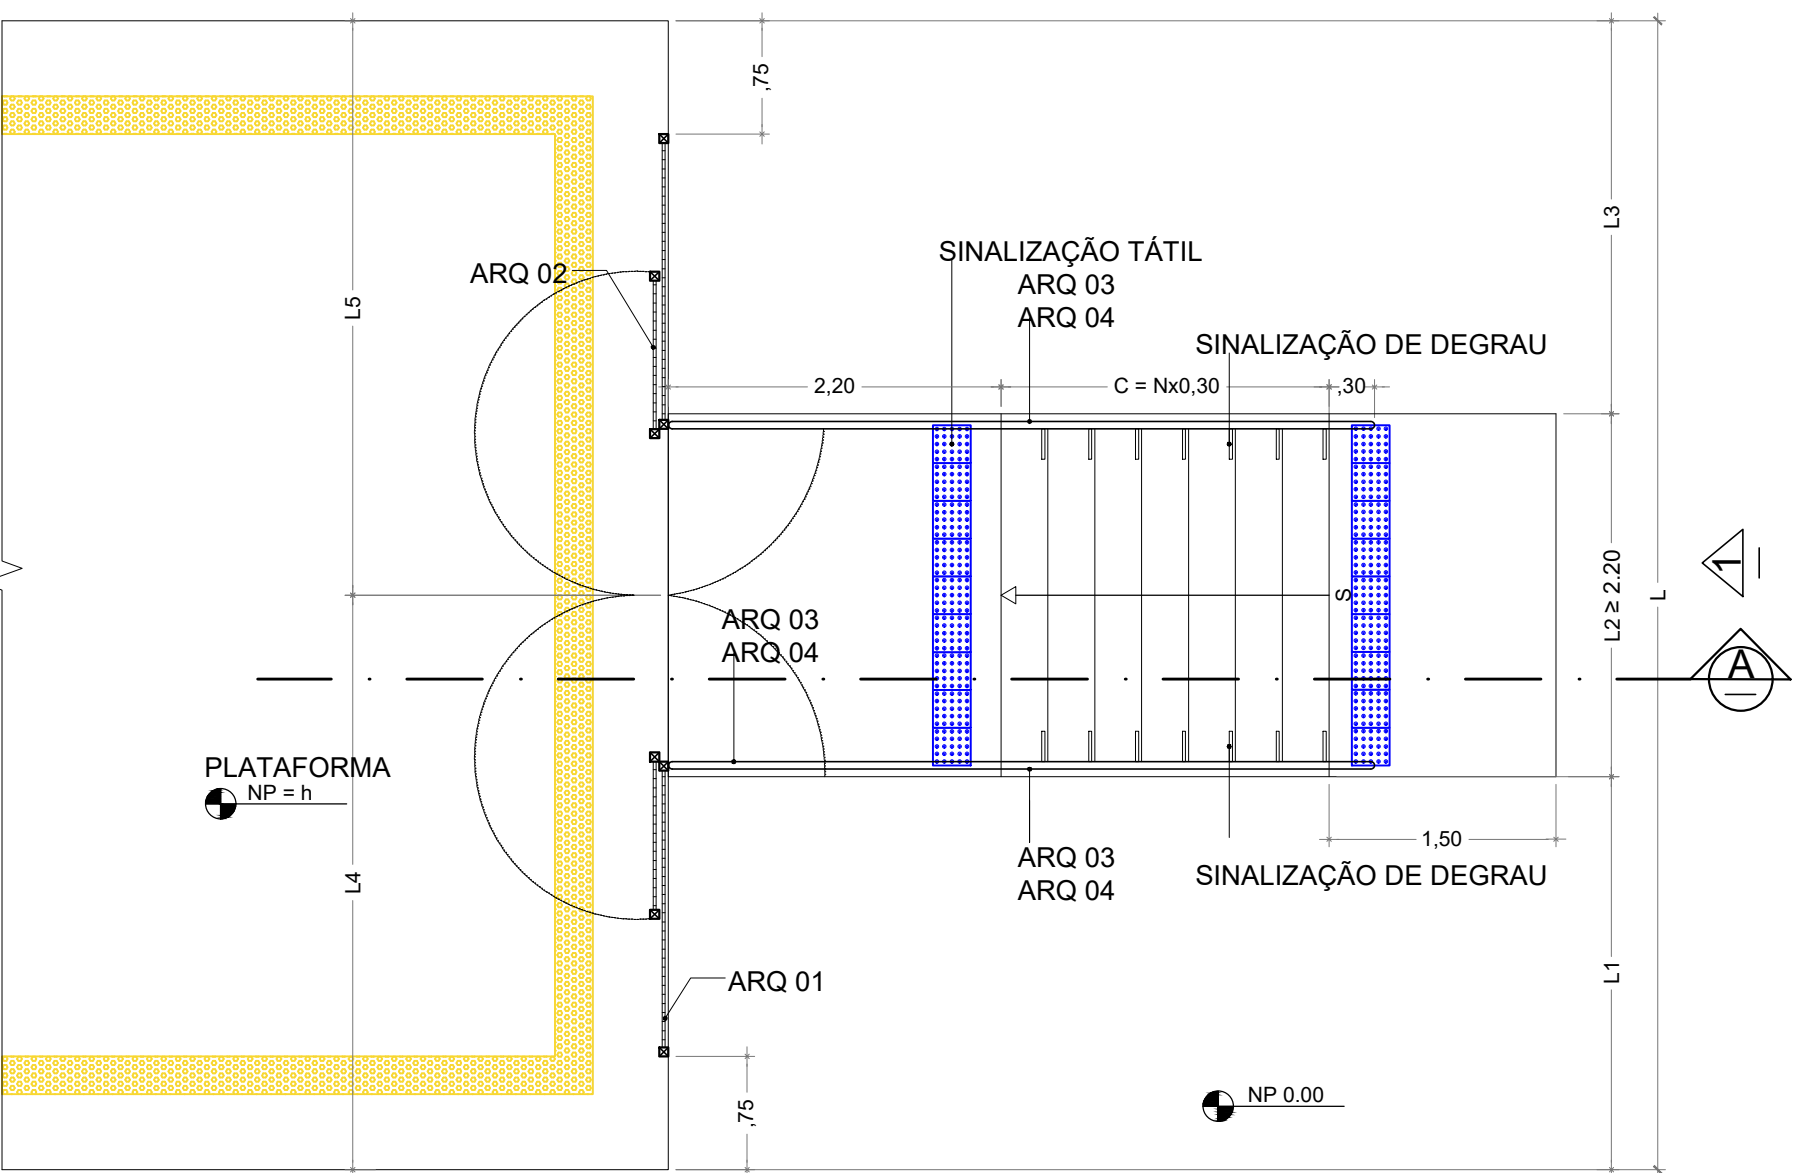 ,75
L3
SINALIZAÇÃO TÁTIL
ARQ 03
ARQ 04
ARQ 02
L5
SINALIZAÇÃO DE DEGRAU
2,20
C = Nx0,30
,30
L2 ≥ 2.20
L
1
S
ARQ 03
ARQ 04
A
PLATAFORMA
NP = h
1,50
ARQ 03
ARQ 04
SINALIZAÇÃO DE DEGRAU
L4
ARQ 01
L1
,75
NP 0.00